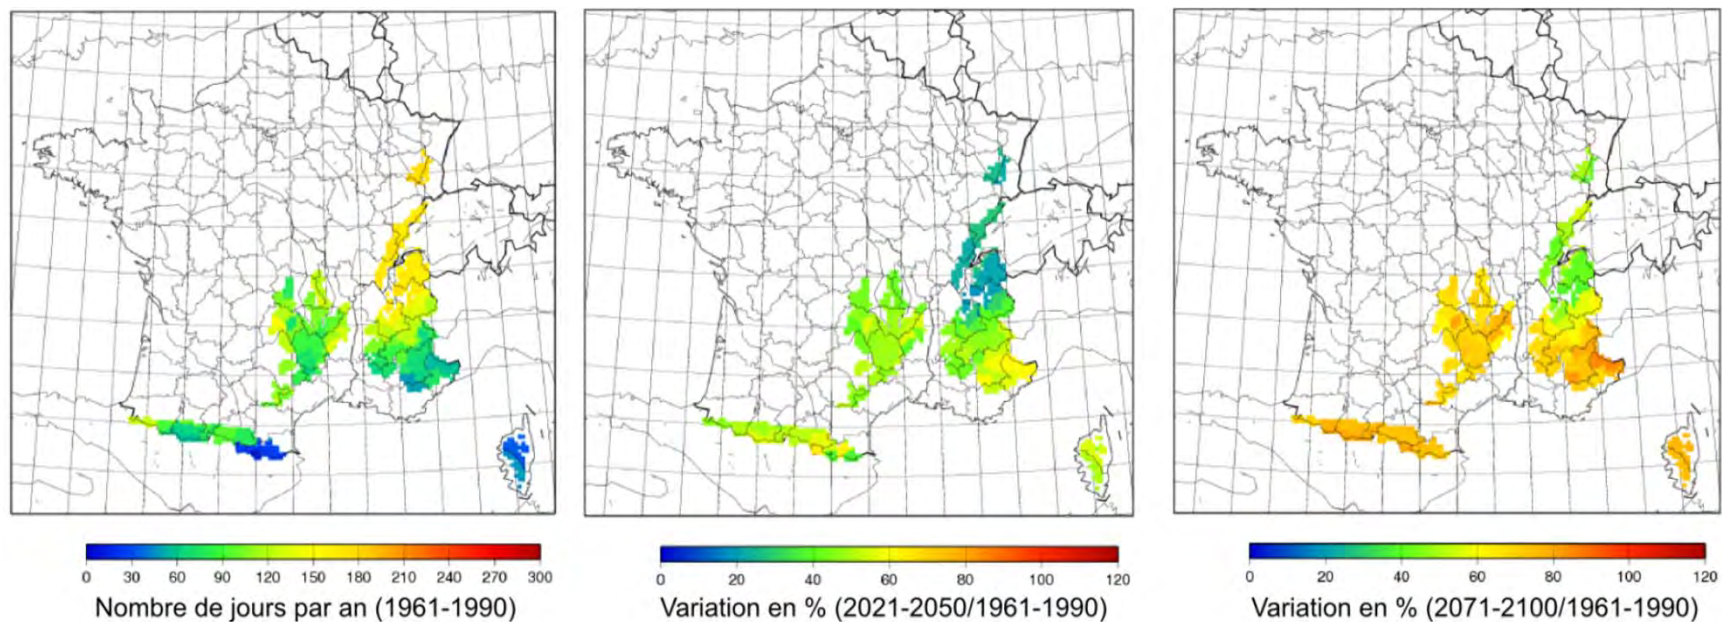 0 30 60 90 120 150 180 210 240 270 300
Nombre de jours par an (1961-1990)
0 20 40 60 80 100 120
Variation en % (2021-2050/1961-1990)
0 20 40 60 80 100 120
Variation en % (2071-2100/1961-1990)